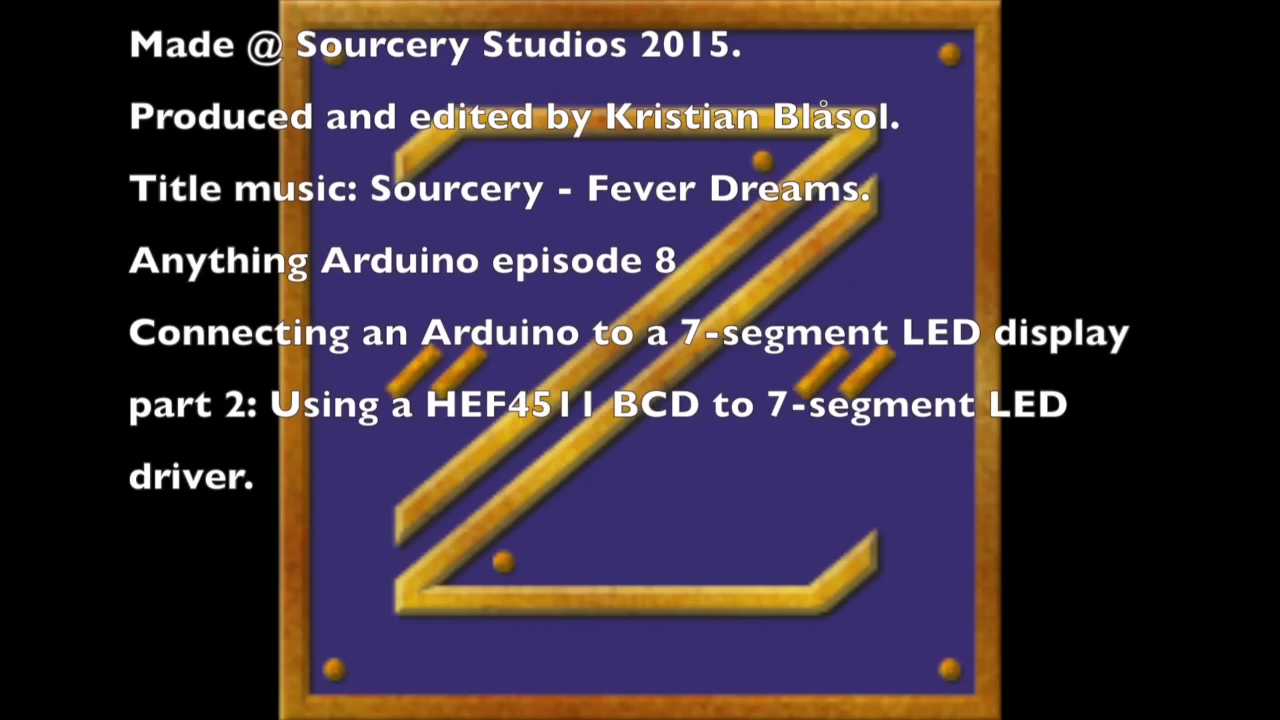 Made @ Sourcery Studios 2015.
Produced and edited by Kristian Blåsol.
Title music: Sourcery - Fever Dreams.
Anything Arduino episode 8
Connecting an Arduino to a 7-segment LED display
part 2: Using a HEF4511 BCD to 7-segment LED
driver.